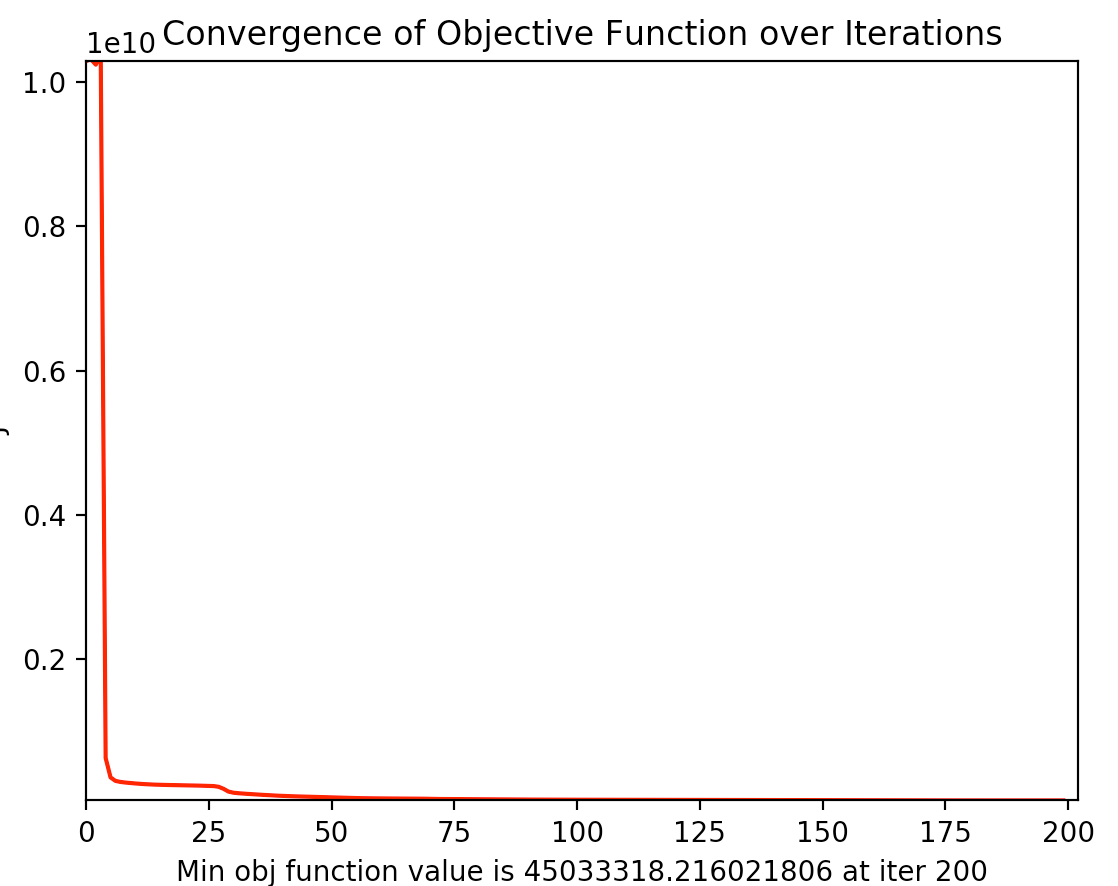 1e10
Convergence of Objective Function over Iterations
1.0
0.8
0.6
0.4
0.2
0 25 50 75 100 125 150 175 200
Min obj function value is 45033318.216021806 at iter 200